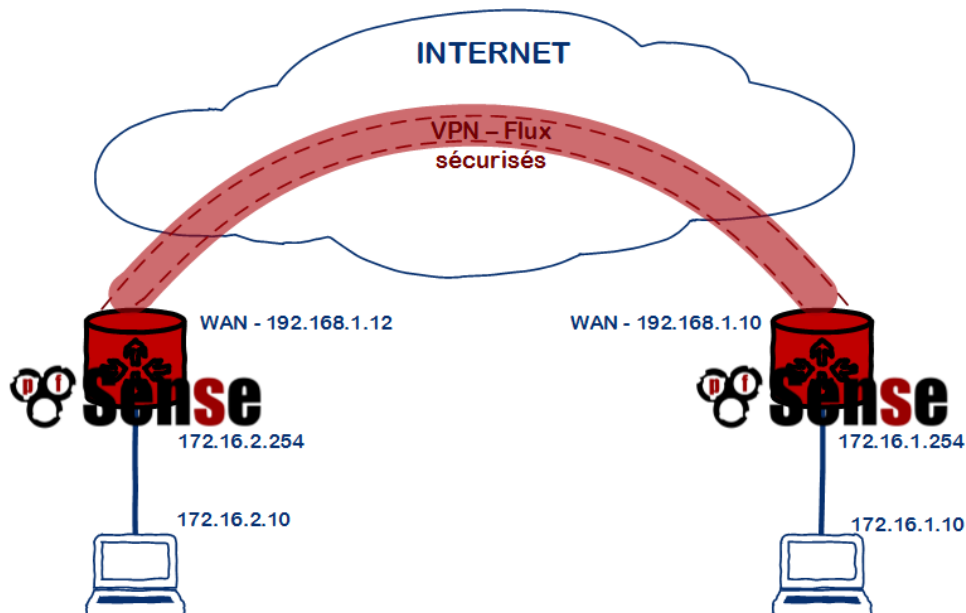 INTERNET
VPN – Flux
sécurisés
WAN - 192.168.1.12
WAN - 192.168.1.10
pf Sense
pf Sense
172.16.2.254
172.16.1.254
172.16.2.10
172.16.1.10